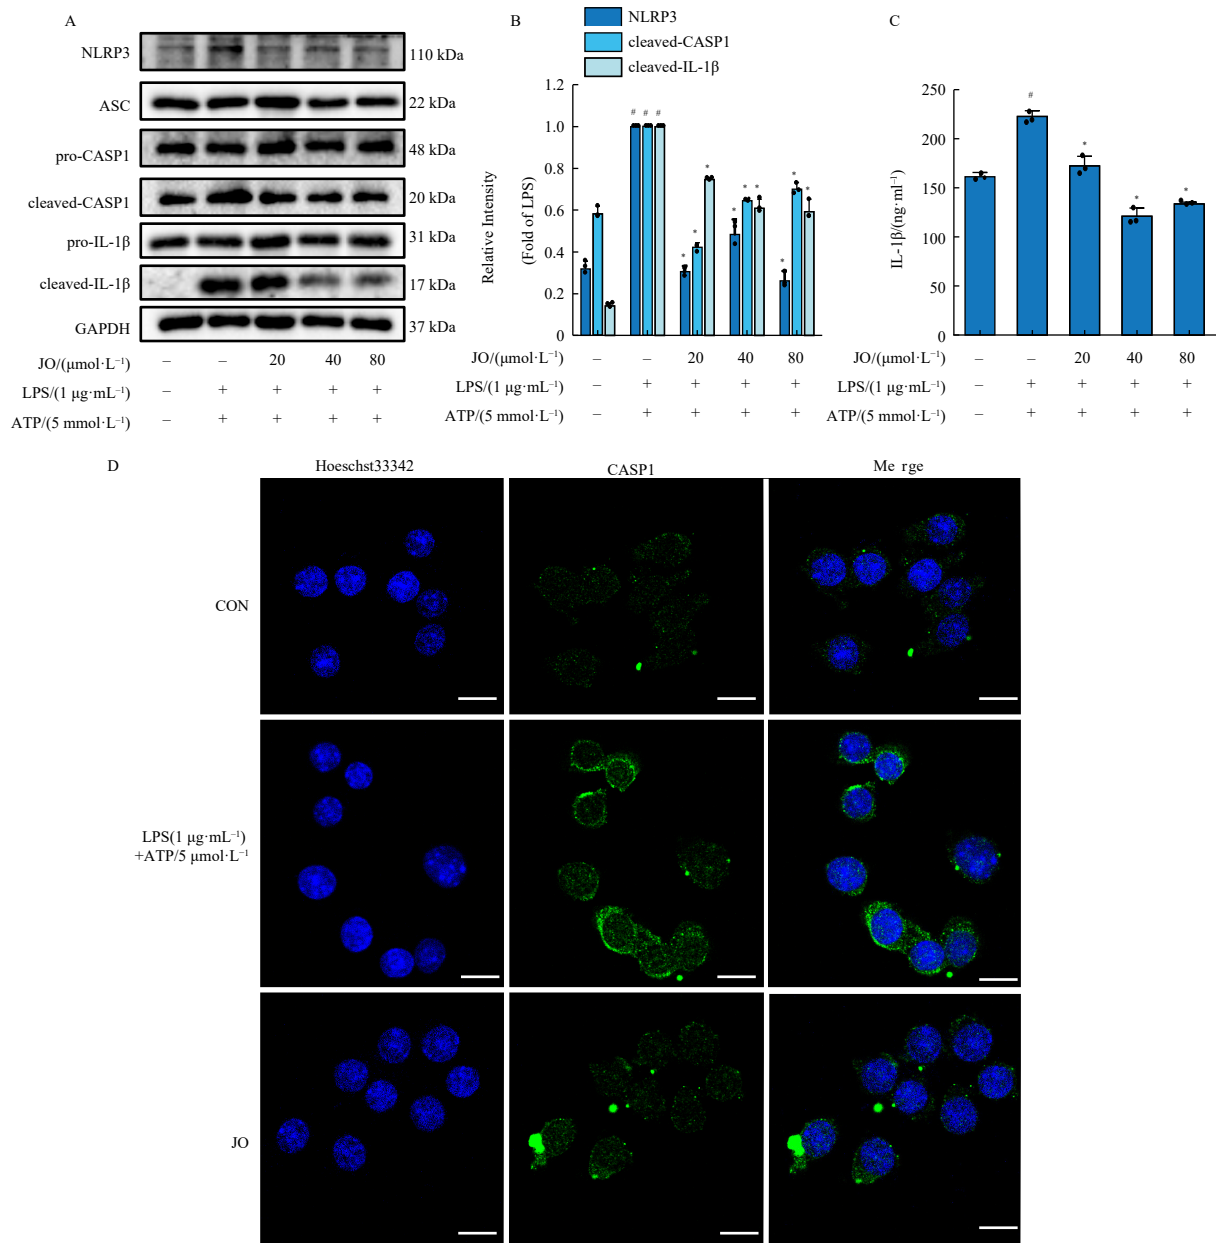 A
NLRP3
110 kDa
ASC
22 kDa
pro-CASP1
48 kDa
cleaved-CASP1
20 kDa
pro-IL-1β
31 kDa
cleaved-IL-1β
17 kDa
GAPDH
37 kDa
JO/(μmol·L⁻¹) – – 20 40 80
LPS/(1 μg·mL⁻¹) – + + + +
ATP/(5 mmol·L⁻¹) – + + + +
B
NLRP3
cleaved-CASP1
cleaved-IL-1β
Relative Intensity
(Fold of LPS)
1.2
1.0
0.8
0.6
0.4
0.2
0
# # #
* * *
* * *
* * *
JO/(μmol·L⁻¹) – – 20 40 80
LPS/(1 μg·mL⁻¹) – + + + +
ATP/(5 mmol·L⁻¹) – + + + +
C
IL-1β/(ng·ml⁻¹)
250
200
150
100
50
0
#
*
*
*
JO/(μmol·L⁻¹) – – 20 40 80
LPS/(1 μg·mL⁻¹) – + + + +
ATP/(5 mmol·L⁻¹) – + + + +
D
Hoeschst33342
CASP1
Me rge
CON
LPS(1 μg·mL⁻¹)
+ATP/5 μmol·L⁻¹
JO